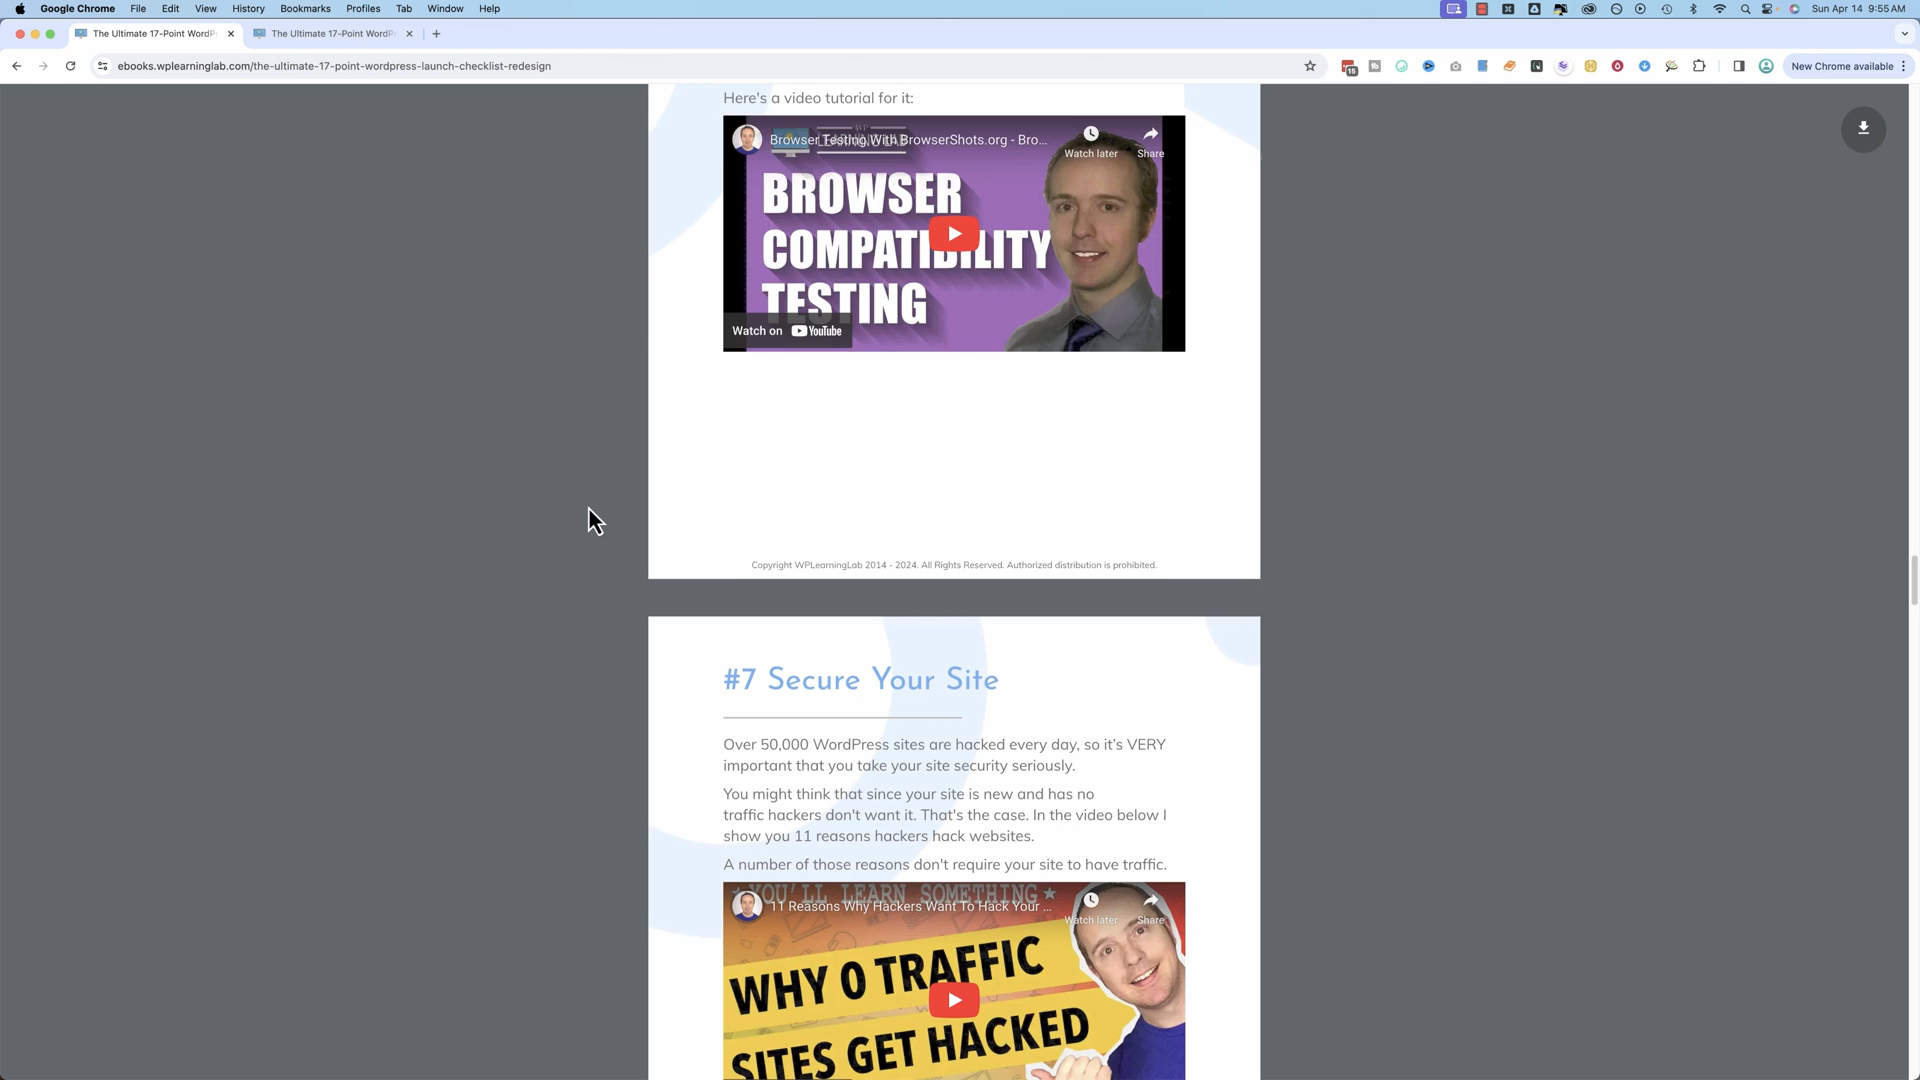 Google Chrome File Edit View History Bookmarks Profiles Tab Window Help
Sun Apr 14 9:55 AM
The Ultimate 17-Point WordP
The Ultimate 17-Point WordP
ebooks.wplearninglab.com/the-ultimate-17-point-wordpress-launch-checklist-redesign
15
New Chrome available
Here's a video tutorial for it:
Browser Testing With BrowserShots.org - Bro...
Watch later
Share
BROWSER
COMPATIBILITY
TESTING
Watch on YouTube
Copyright WPLearningLab 2014 - 2024. All Rights Reserved. Authorized distribution is prohibited.
#7 Secure Your Site
Over 50,000 WordPress sites are hacked every day, so it’s VERY
important that you take your site security seriously.
You might think that since your site is new and has no
traffic hackers don't want it. That's the case. In the video below I
show you 11 reasons hackers hack websites.
A number of those reasons don't require your site to have traffic.
YOU'LL LEARN SOMETHING
11 Reasons Why Hackers Want To Hack Your ...
Watch later
Share
WHY 0 TRAFFIC
SITES GET HACKED